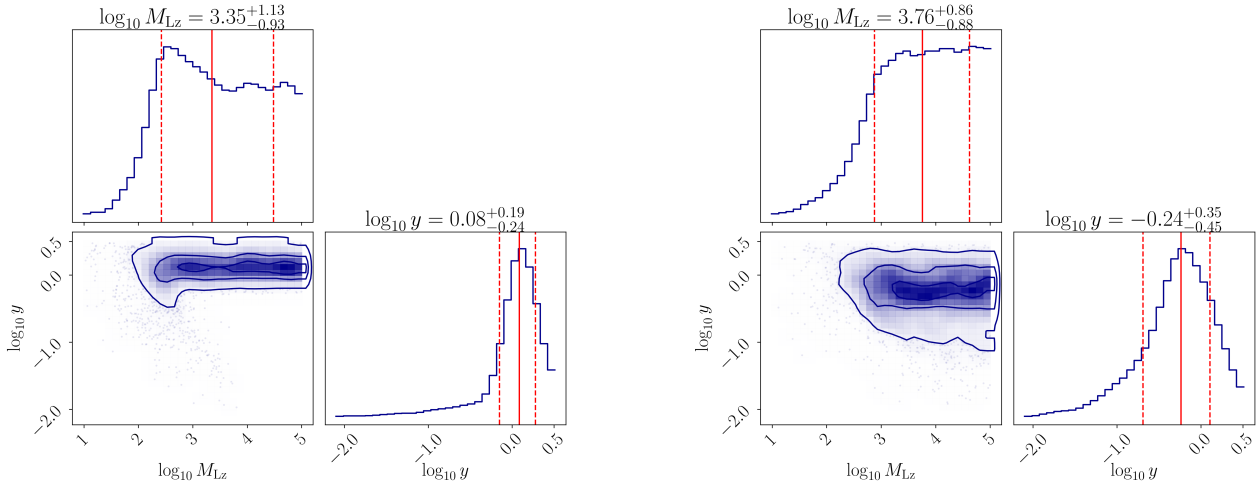 log₁₀ M_Lz = 3.35^{+1.13}_{−0.93}
log₁₀ y = 0.08^{+0.19}_{−0.24}
0.5
0.0
−1.0
−2.0
log₁₀ y
1 2 3 4 5
log₁₀ M_Lz
−2.0 −1.0 0.0 0.5
log₁₀ y
log₁₀ M_Lz = 3.76^{+0.86}_{−0.88}
log₁₀ y = −0.24^{+0.35}_{−0.45}
0.5
0.0
−1.0
−2.0
log₁₀ y
1 2 3 4 5
log₁₀ M_Lz
−2.0 −1.0 0.0 0.5
log₁₀ y